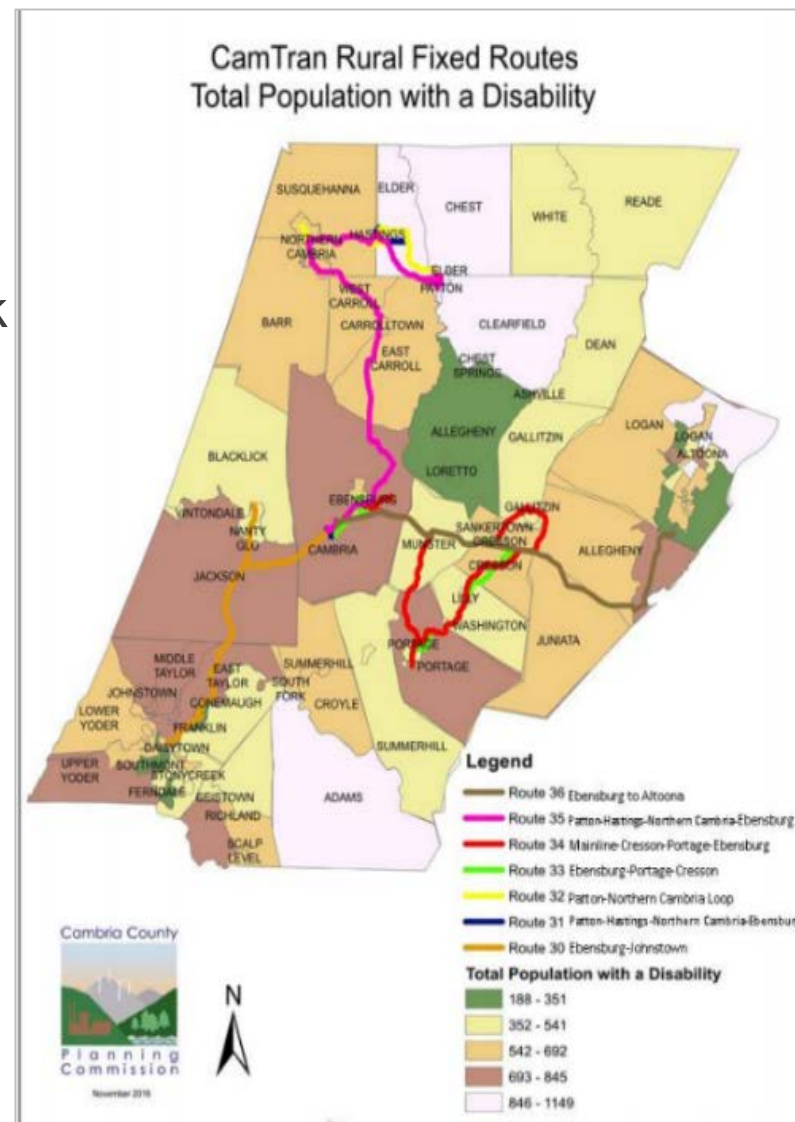 K
CamTran Rural Fixed Routes
Total Population with a Disability
SUSQUEHANNA
ELDER
CHEST
WHITE
READE
NORTHERN
CAMBRIA
HASTINGS
ELDER
PATTON
WEST
CARROLL
BARR
CARROLLTOWN
CLEARFIELD
EAST
CARROLL
DEAN
CHEST
SPRINGS
ASHVILLE
LOGAN
LOGAN
ALTOONA
ALLEGHENY
GALLITZIN
BLACKLICK
LORETTO
EBENSBURG
GALLITZIN
VINTONDALE
SANKERTOWN
NANTY
GLO
CAMBRIA
MUNSTER
CRESSON
ALLEGHENY
CRESSON
JACKSON
LILLY
WASHINGTON
JUNIATA
PORTAGE
PORTAGE
MIDDLE
TAYLOR
EAST
TAYLOR
SUMMERHILL
JOHNSTOWN
CONEMAUGH
SOUTH
FORK
CROYLE
LOWER
YODER
FRANKLIN
DAISYTOWN
SUMMERHILL
UPPER
YODER
SOUTHMONT
STONYCREEK
FERNDALE
GEISTOWN
ADAMS
RICHLAND
SCALP
LEVEL
Legend
Route 36 Ebensburg to Altoona
Route 35 Patton-Hastings-Northern Cambria-Ebensburg
Route 34 Mainline-Cresson-Portage-Ebensburg
Route 33 Ebensburg-Portage-Cresson
Route 32 Patton-Northern Cambria Loop
Route 31 Patton-Hastings-Northern Cambria-Ebensbur
Route 30 Ebensburg-Johnstown
Total Population with a Disability
188 - 351
352 - 541
542 - 692
693 - 845
846 - 1149
Cambria County
Planning
Commission
November 2016
N